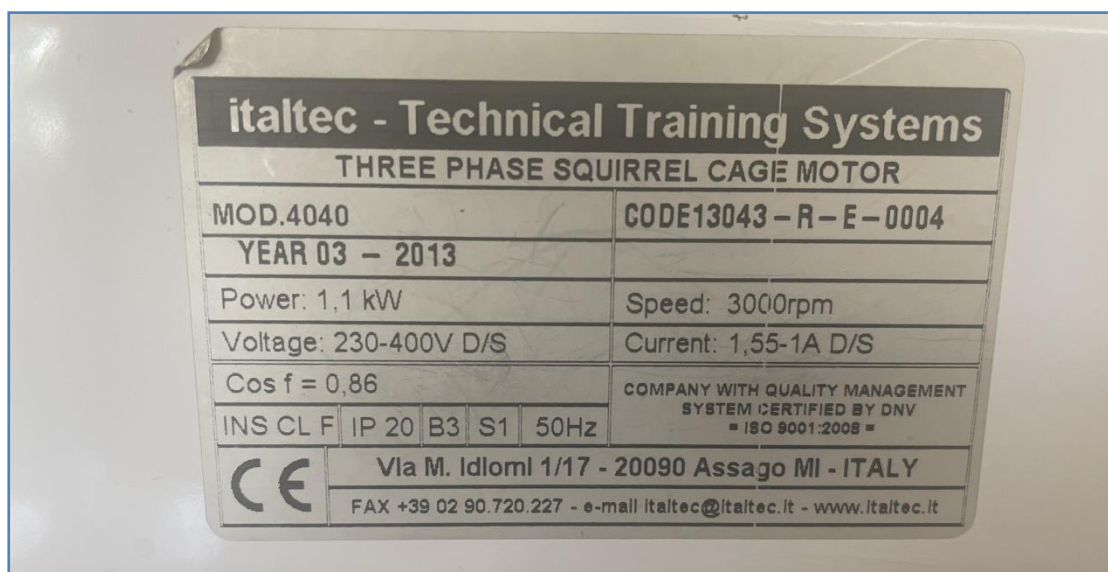 italtec - Technical Training Systems
THREE PHASE SQUIRREL CAGE MOTOR
MOD.4040 CODE13043-R-E-0004
YEAR 03 - 2013
Power: 1,1 kW Speed: 3000rpm
Voltage: 230-400V D/S Current: 1,55-1A D/S
Cos f = 0,86
COMPANY WITH QUALITY MANAGEMENT
SYSTEM CERTIFIED BY DNV
= ISO 9001:2008 =
INS CL F IP 20 B3 S1 50Hz
CE
Via M. Idiomi 1/17 - 20090 Assago MI - ITALY
FAX +39 02 90.720.227 - e-mail italtec@italtec.it - www.italtec.it